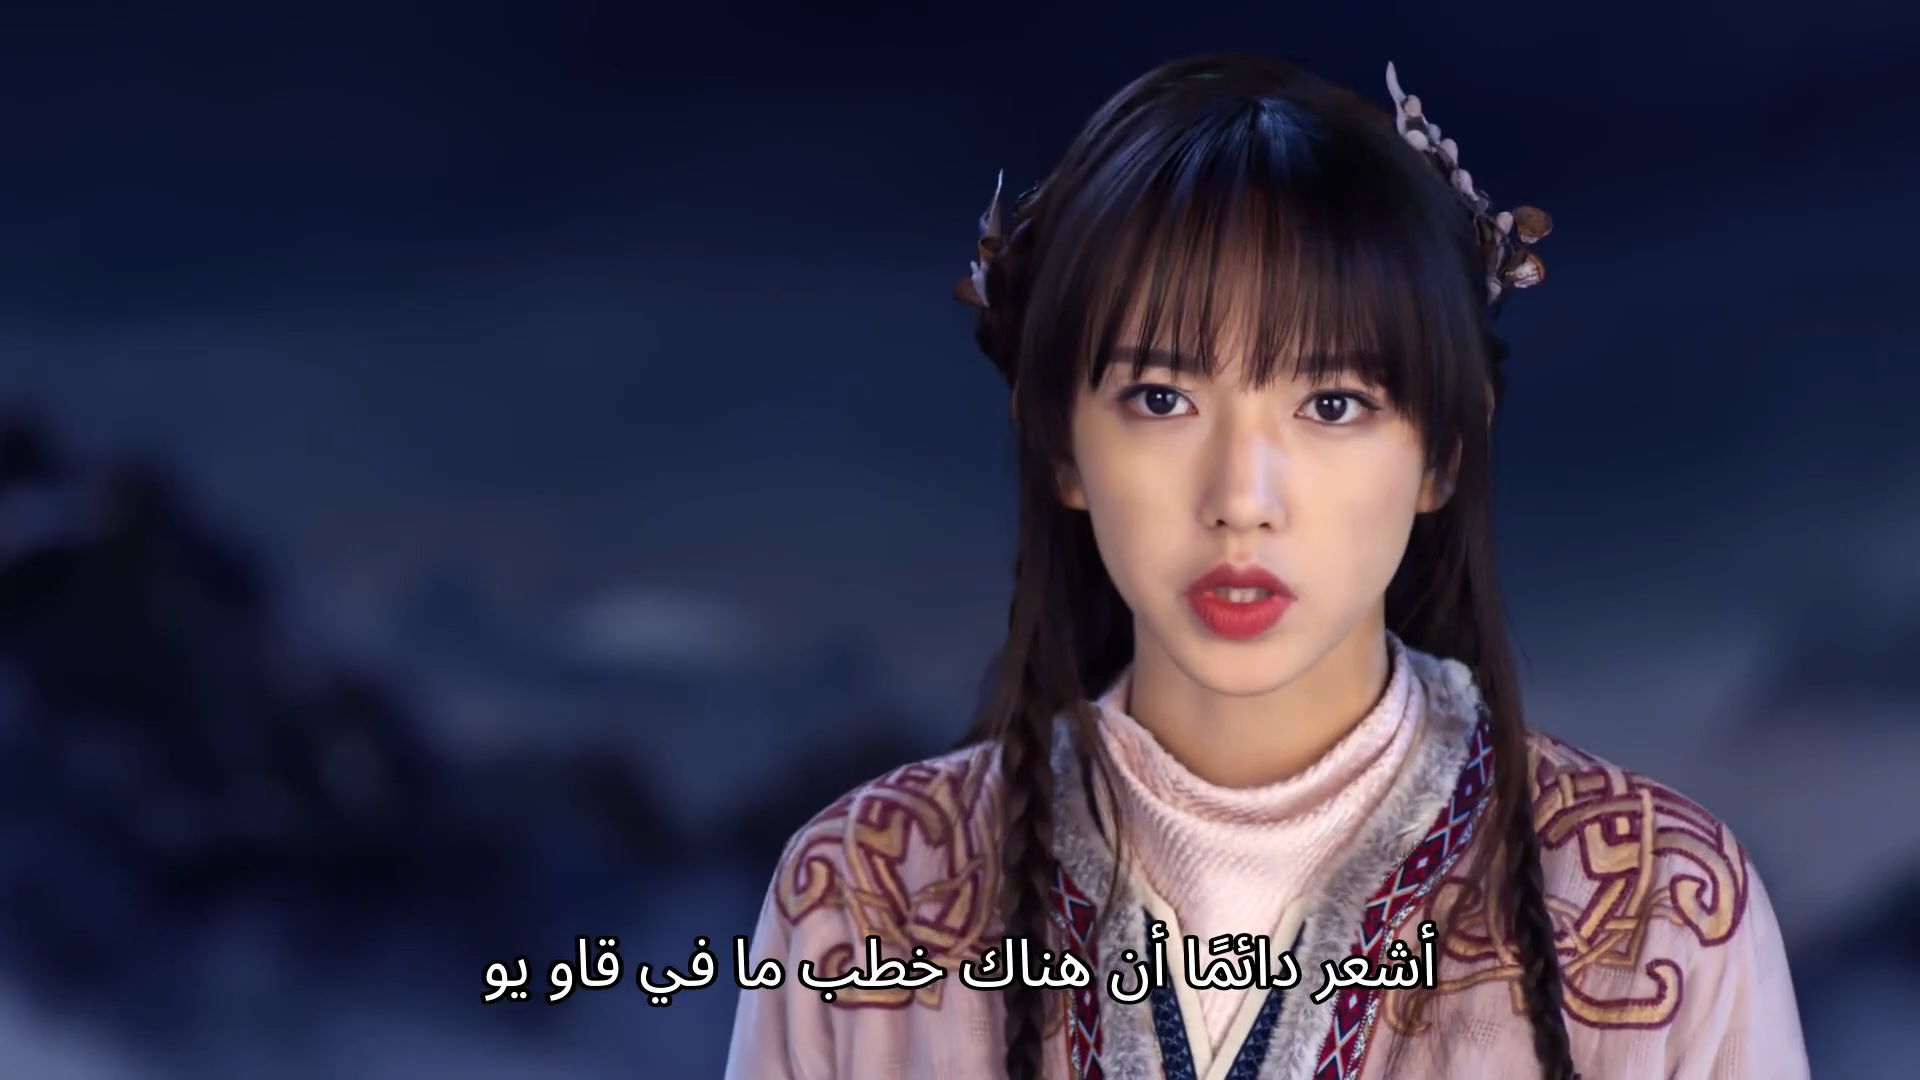 أشعر دائمًا أن هناك خطب ما في قاو يو